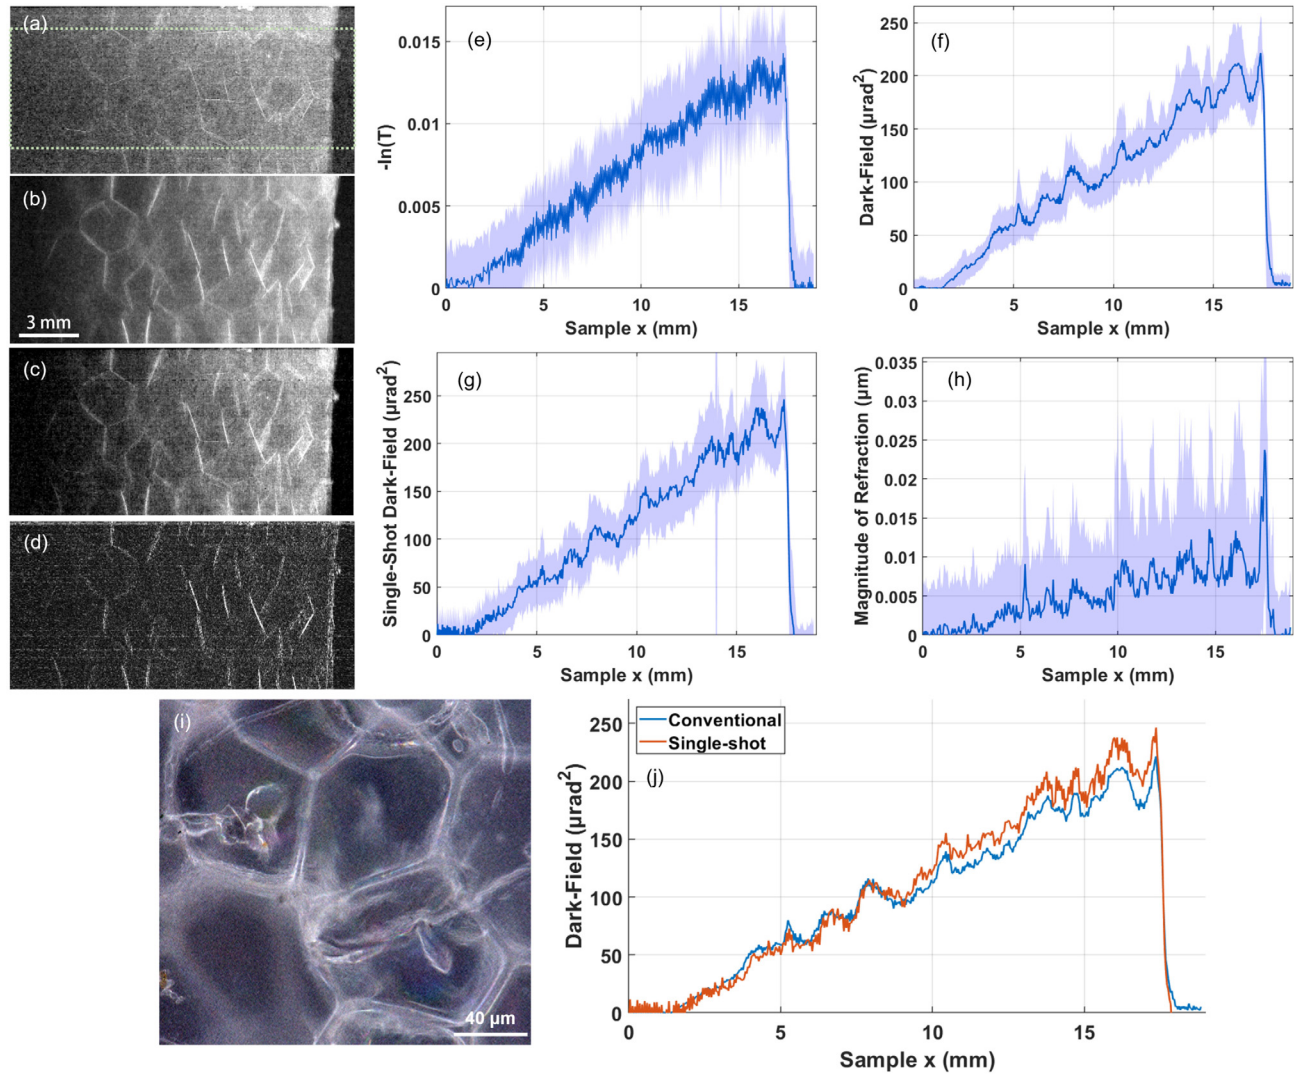 (a)
(b)
3 mm
(c)
(d)
(e)
-ln(T)
0.015
0.01
0.005
0
0
5
10
15
Sample x (mm)
(f)
Dark-Field (µrad²)
250
200
150
100
50
0
0
5
10
15
Sample x (mm)
(g)
Single-Shot Dark-Field (µrad²)
250
200
150
100
50
0
0
5
10
15
Sample x (mm)
(h)
Magnitude of Refraction (µm)
0.035
0.03
0.025
0.02
0.015
0.01
0.005
0
0
5
10
15
Sample x (mm)
(i)
40 µm
Conventional
Single-shot
(j)
Dark-Field (µrad²)
250
200
150
100
50
0
0
5
10
15
Sample x (mm)